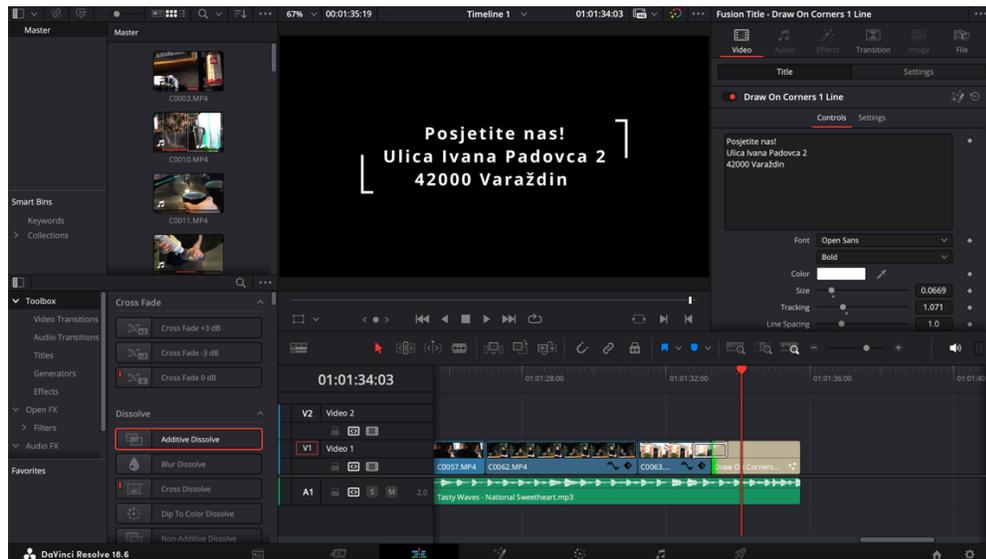 67%
00:01:35:19
Timeline 1
01:01:34:03
Fusion Title - Draw On Corners 1 Line
Master
Master
C0003.MP4
C0010.MP4
C0011.MP4
Smart Bins
Keywords
Collections
Posjetite nas!
Ulica Ivana Padovca 2
42000 Varaždin
Video
Audio
Effects
Transition
Image
File
Title
Settings
Draw On Corners 1 Line
Controls
Settings
Posjetite nas!
Ulica Ivana Padovca 2
42000 Varaždin
Font
Open Sans
Bold
Color
Size
0.0669
Tracking
1.071
Line Spacing
1.0
Toolbox
Video Transitions
Audio Transitions
Titles
Generators
Effects
Open FX
Filters
Audio FX
Favorites
Cross Fade
Cross Fade +3 dB
Cross Fade -3 dB
Cross Fade 0 dB
Dissolve
Additive Dissolve
Blur Dissolve
Cross Dissolve
Dip To Color Dissolve
Non-Additive Dissolve
01:01:34:03
01:01:28:00
01:01:32:00
01:01:36:00
01:01:40
V2 Video 2
V1 Video 1
C0057.MP4
C0062.MP4
C0063....
Draw On Corners...
A1
S
M
2.0
Tasty Waves - National Sweetheart.mp3
DaVinci Resolve 18.6